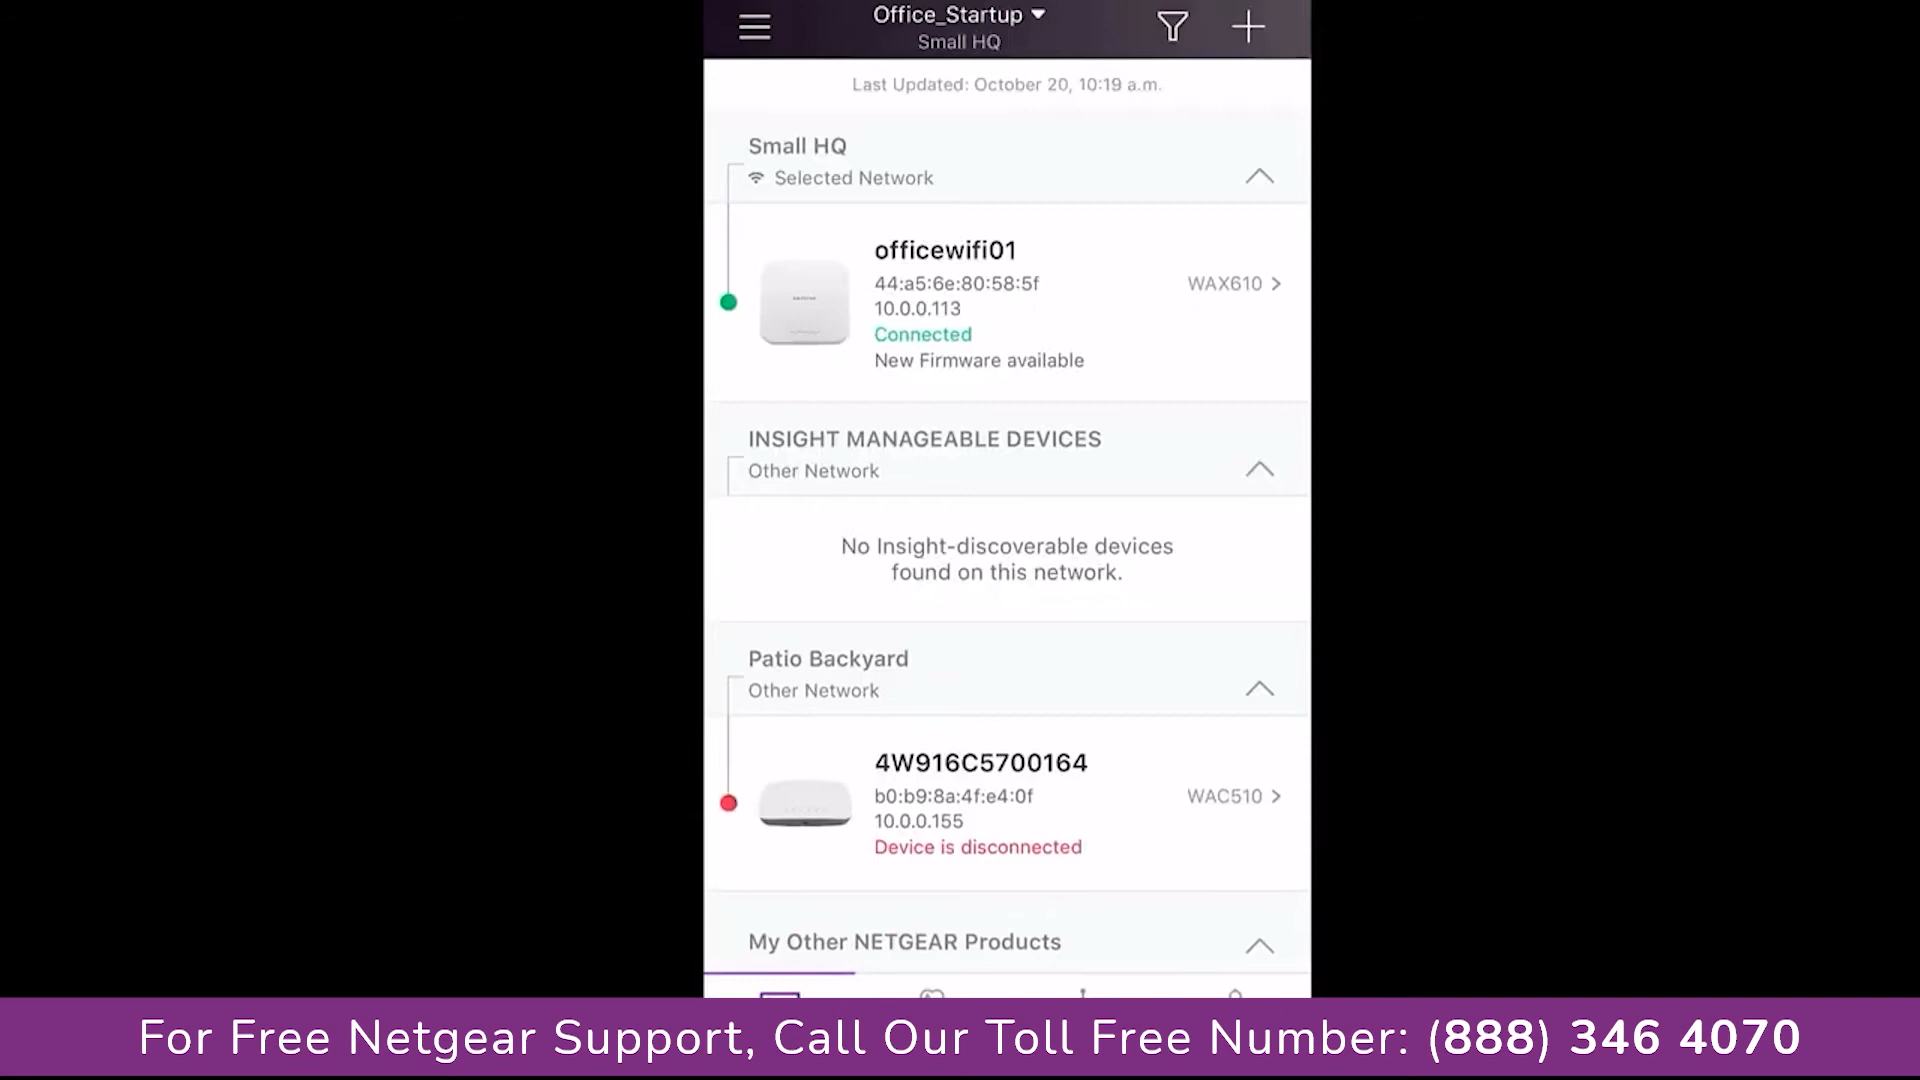 Office_Startup
Small HQ
Last Updated: October 20, 10:19 a.m.
Small HQ
Selected Network
officewifi01
44:a5:6e:80:58:5f
WAX610
10.0.0.113
Connected
New Firmware available
INSIGHT MANAGEABLE DEVICES
Other Network
No Insight-discoverable devices
found on this network.
Patio Backyard
Other Network
4W916C5700164
b0:b9:8a:4f:e4:0f
WAC510
10.0.0.155
Device is disconnected
My Other NETGEAR Products
For Free Netgear Support, Call Our Toll Free Number: (888) 346 4070